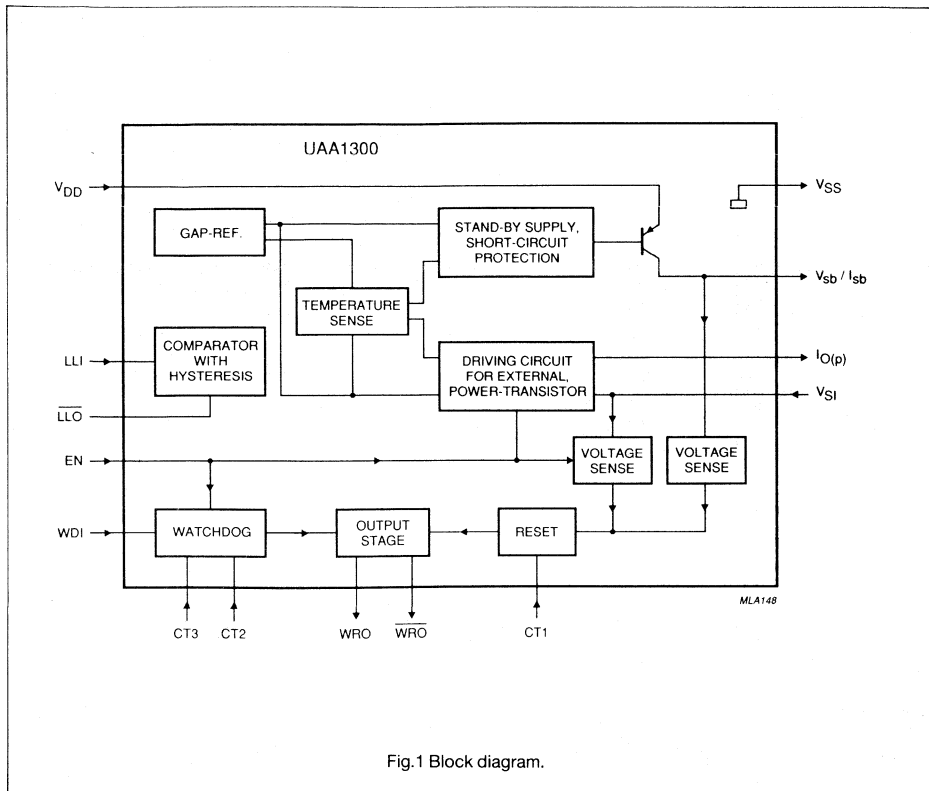 UAA1300
VDD
VSS
GAP-REF.
STAND-BY SUPPLY,
SHORT-CIRCUIT
PROTECTION
Vsb / Isb
TEMPERATURE
SENSE
LLI
COMPARATOR
WITH
HYSTERESIS
DRIVING CIRCUIT
FOR EXTERNAL,
POWER-TRANSISTOR
IO(p)
VSI
LLO
EN
VOLTAGE
SENSE
VOLTAGE
SENSE
WDI
WATCHDOG
OUTPUT
STAGE
RESET
MLA148
CT3
CT2
WRO
WRO
CT1
Fig.1 Block diagram.